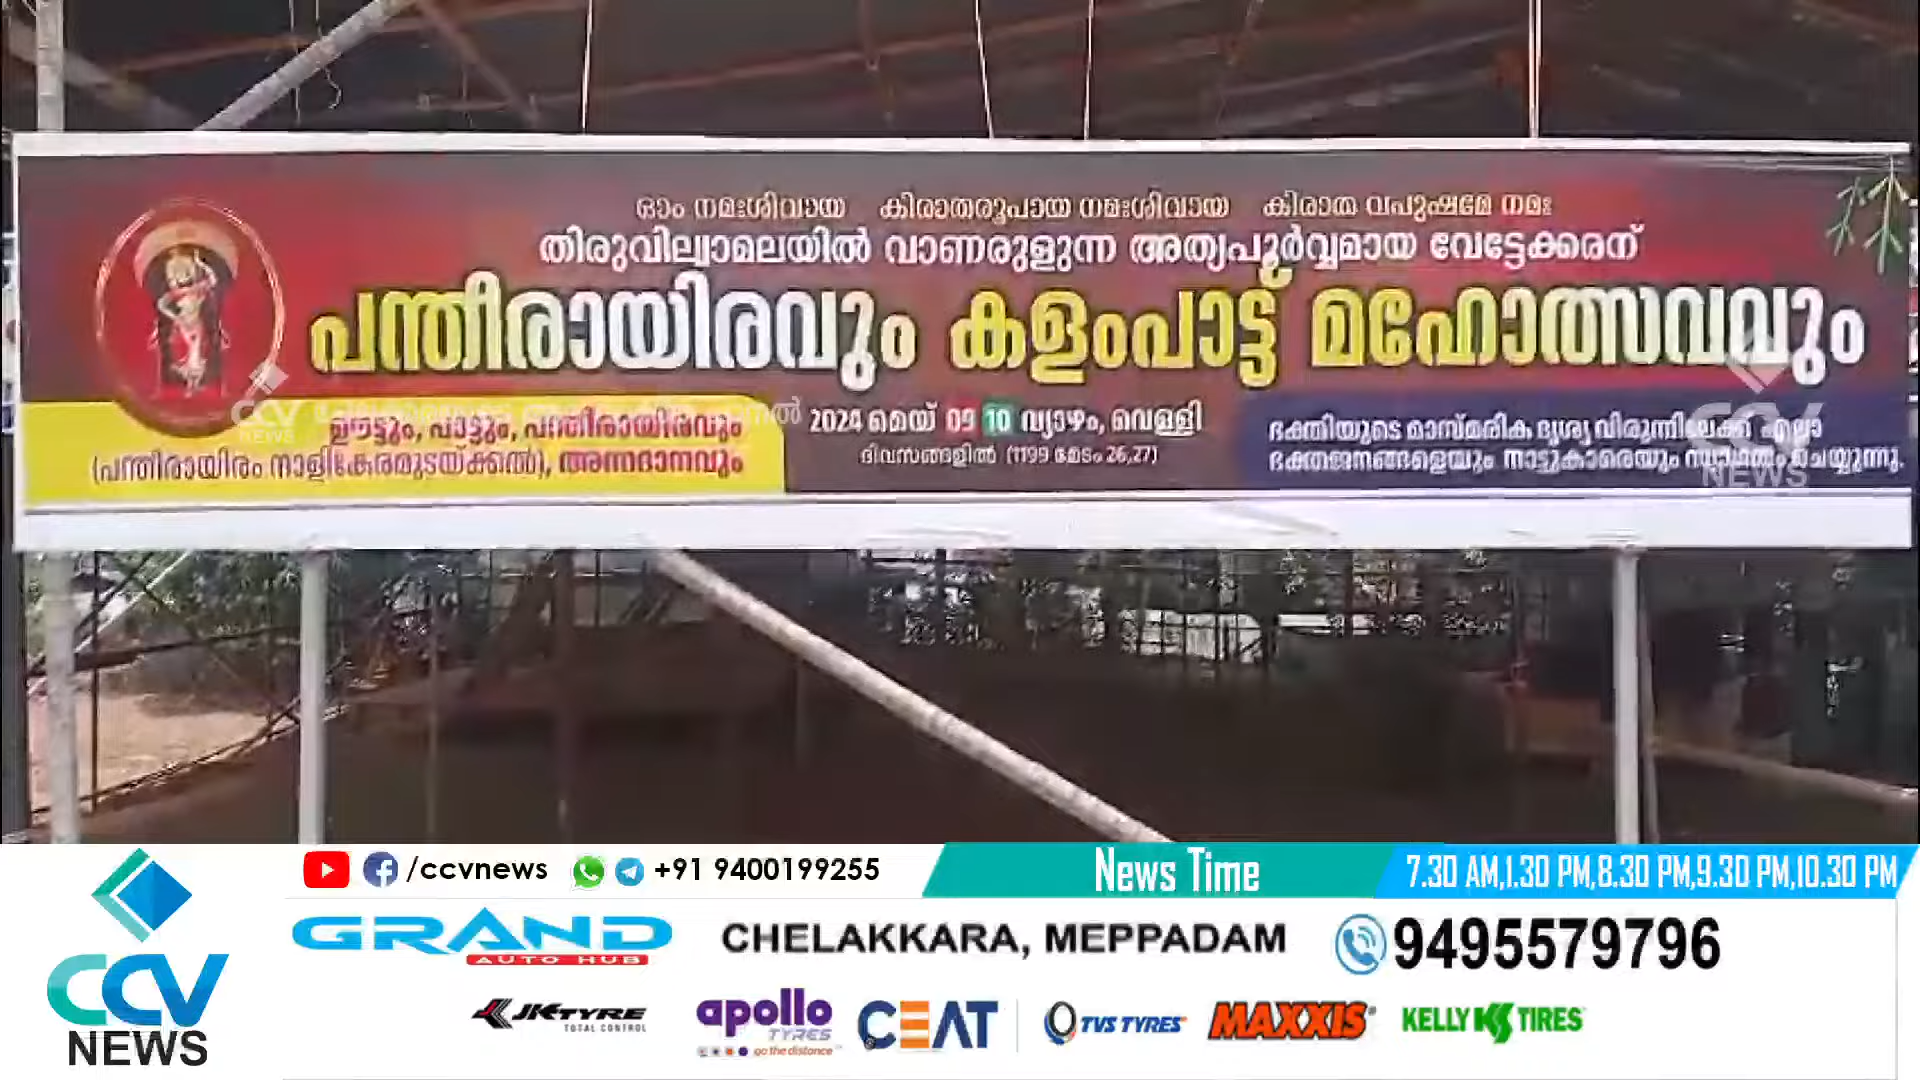 ഓം നമഃശിവായ കിരാതരൂപായ നമഃശിവായ കിരാത വപുഷമേ നമഃ
തിരുവില്വാമലയിൽ വാണരുളുന്ന അത്യപൂർവ്വമായ വേട്ടേക്കരന്
പന്തീരായിരവും കളംപാട്ട് മഹോത്സവവും
ഊട്ടും, പാട്ടും, പന്തീരായിരവും
(പന്തീരായിരം നാളികേരമുടയ്ക്കൽ), അന്നദാനവും
2024 മെയ് 09 10 വ്യാഴം, വെള്ളി
ദിവസങ്ങളിൽ (1199 മേടം 26,27)
ഭക്തിയുടെ മാസ്മരിക ദൃശ്യ വിരുന്നിലേക്ക് എല്ലാ
ഭക്തജനങ്ങളെയും നാട്ടുകാരെയും സ്വാഗതം ചെയ്യുന്നു.
CCV
NEWS
NEWS
/ccvnews +91 9400199255
News Time
7.30 AM,1.30 PM,8.30 PM,9.30 PM,10.30 PM
CCV
NEWS
GRAND
AUTO HUB
CHELAKKARA, MEPPADAM
9495579796
JK TYRE
TOTAL CONTROL
apollo
TYRES
go the distance
CEAT
TVS TYRES
MAXXIS
KELLY TIRES